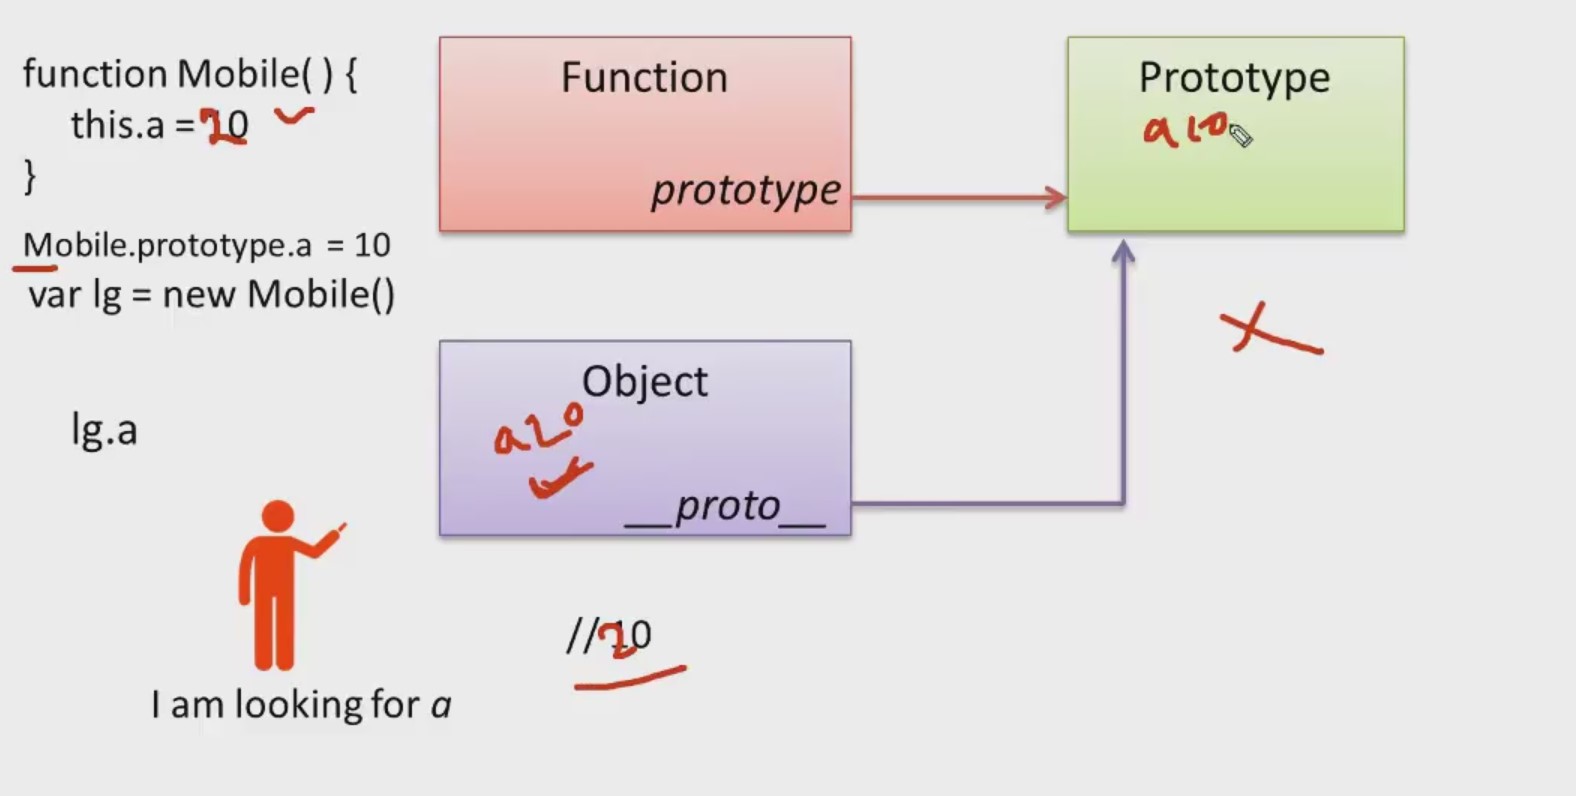 function Mobile( ) {
this.a = 20
}
Mobile.prototype.a = 10
var lg = new Mobile()
lg.a
I am looking for a
Function
prototype
Prototype
a 10
Object
a 20
__proto__
//20